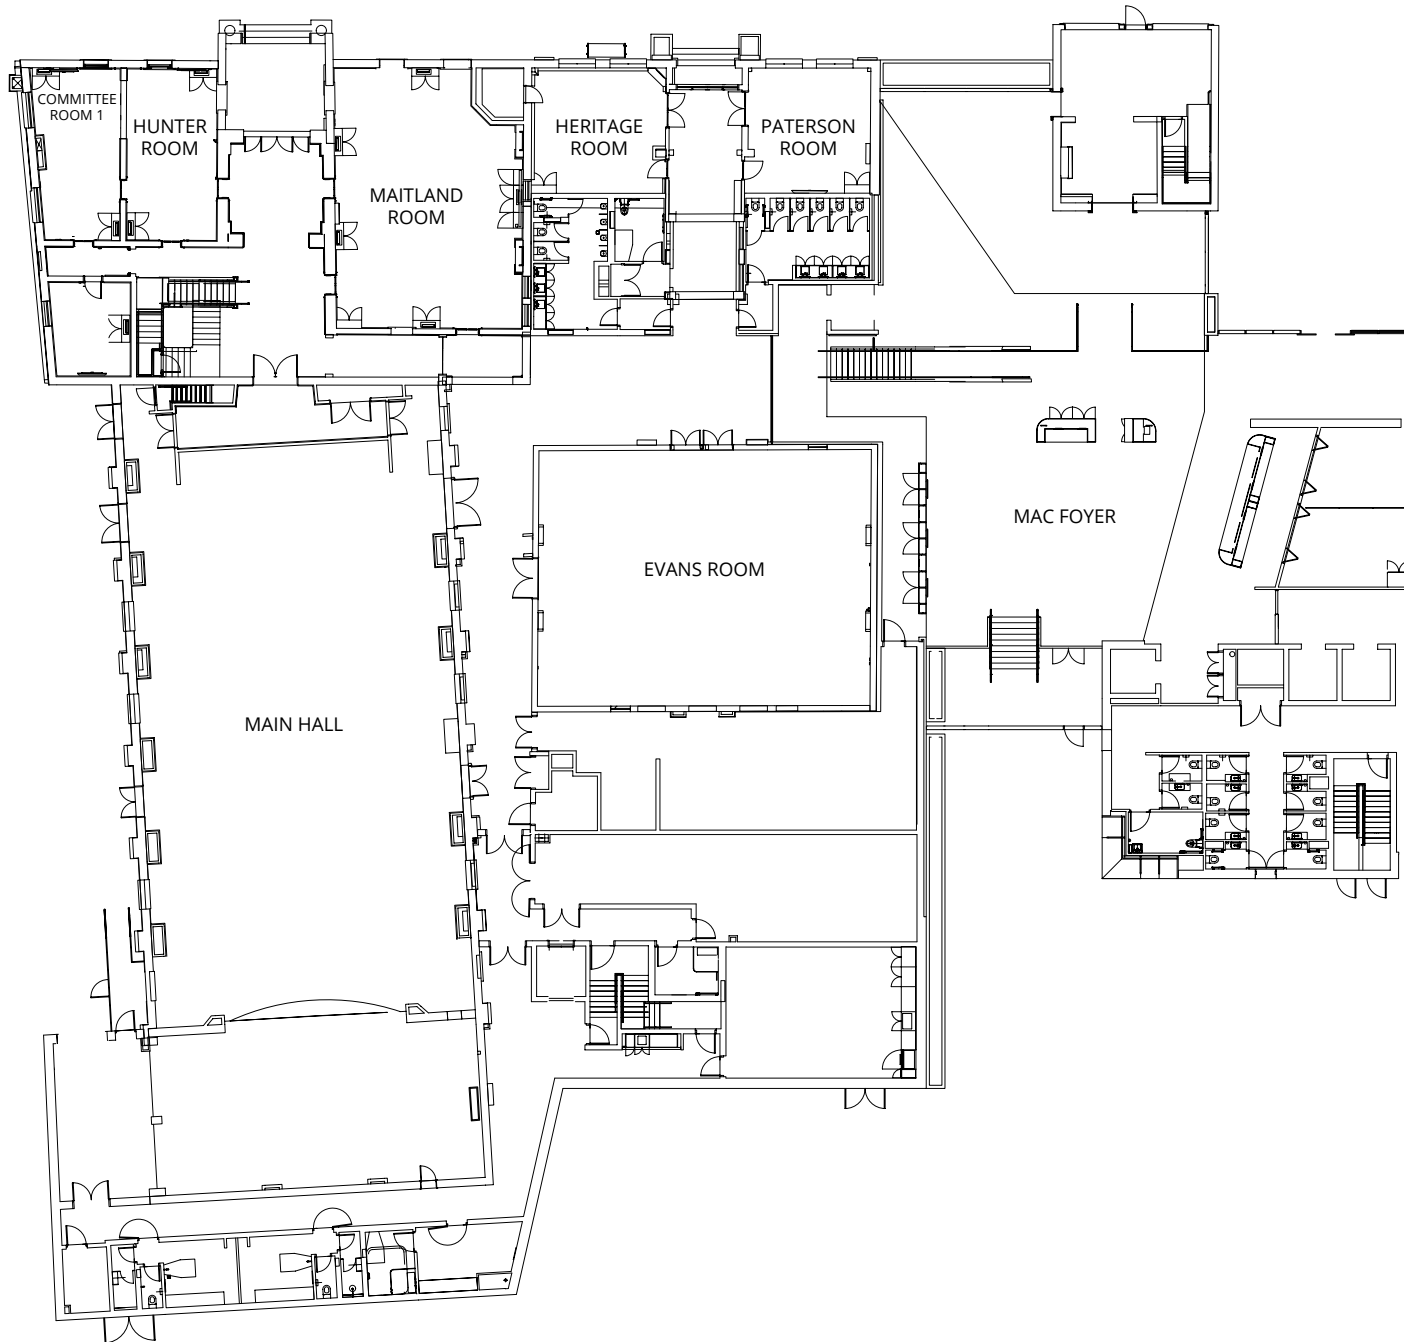 COMMITTEE
ROOM 1
HUNTER
ROOM
MAITLAND
ROOM
HERITAGE
ROOM
PATERSON
ROOM
MAC FOYER
EVANS ROOM
MAIN HALL